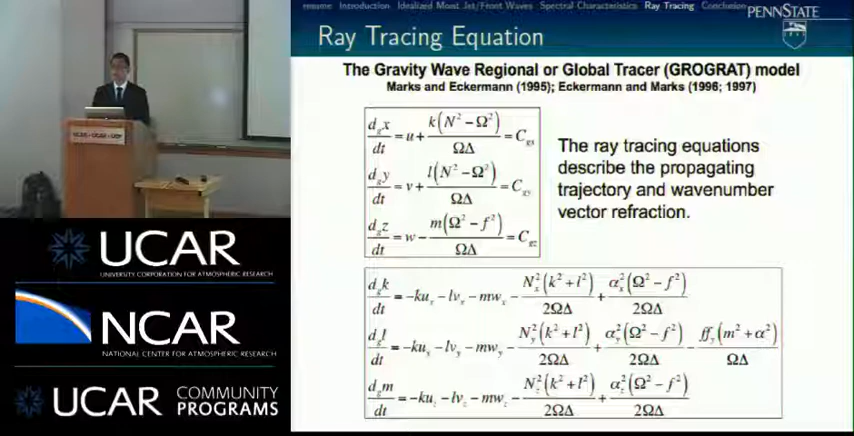 resume Introduction Idealized Moist Jet/Front Waves Spectral Characteristics Ray Tracing Conclusion
PENNSTATE
Ray Tracing Equation
The Gravity Wave Regional or Global Tracer (GROGRAT) model
Marks and Eckermann (1995); Eckermann and Marks (1996; 1997)
d_g x/dt = u + k(N² − Ω²)/ΩΔ = C_gx
d_g y/dt = v + l(N² − Ω²)/ΩΔ = C_gy
d_g z/dt = w − m(Ω² − f²)/ΩΔ = C_gz
The ray tracing equations
describe the propagating
trajectory and wavenumber
vector refraction.
d_g k/dt = −ku_x − lv_x − mw_x − N_x²(k² + l²)/2ΩΔ + α_x²(Ω² − f²)/2ΩΔ
d_g l/dt = −ku_y − lv_y − mw_y − N_y²(k² + l²)/2ΩΔ + α_y²(Ω² − f²)/2ΩΔ − ff_y(m² + α²)/ΩΔ
d_g m/dt = −ku_z − lv_z − mw_z − N_z²(k² + l²)/2ΩΔ + α_z²(Ω² − f²)/2ΩΔ
UCAR
UNIVERSITY CORPORATION FOR ATMOSPHERIC RESEARCH
NCAR
NATIONAL CENTER FOR ATMOSPHERIC RESEARCH
UCAR COMMUNITY
PROGRAMS